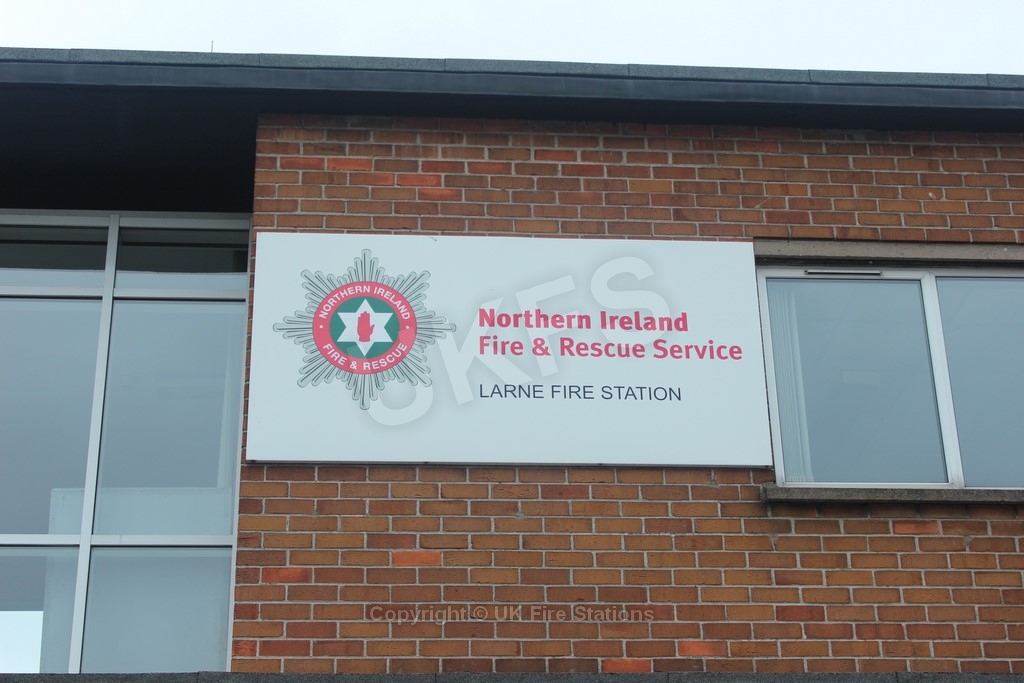 NORTHERN IRELAND
FIRE & RESCUE
UKFS
Northern Ireland
Fire & Rescue Service
LARNE FIRE STATION
Copyright © UK Fire Stations